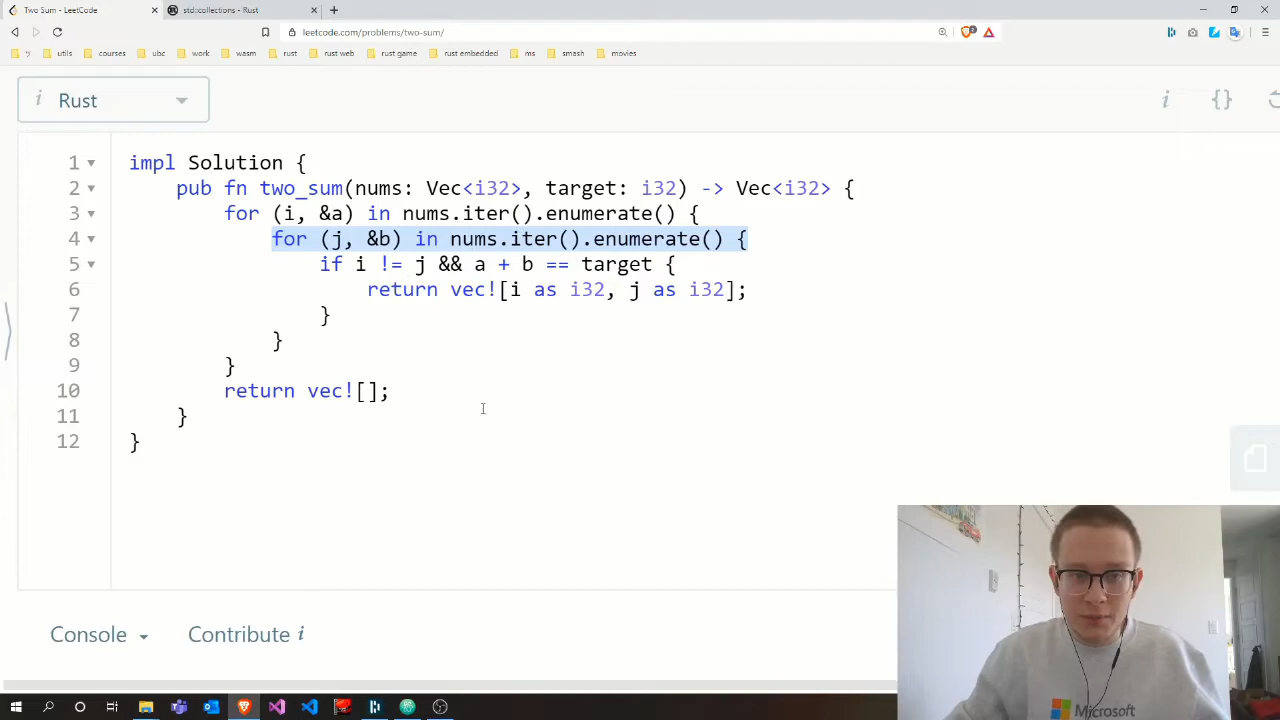 Two Sum - LeetCode
std::collections - Rust
leetcode.com/problems/two-sum/
y utils courses ubc work wasm rust rust web rust game rust embedded ms smash movies
i Rust
i {}
1 impl Solution {
2 pub fn two_sum(nums: Vec<i32>, target: i32) -> Vec<i32> {
3 for (i, &a) in nums.iter().enumerate() {
4 for (j, &b) in nums.iter().enumerate() {
5 if i != j && a + b == target {
6 return vec![i as i32, j as i32];
7 }
8 }
9 }
10 return vec![];
11 }
12 }
Console Contribute i
Microsoft